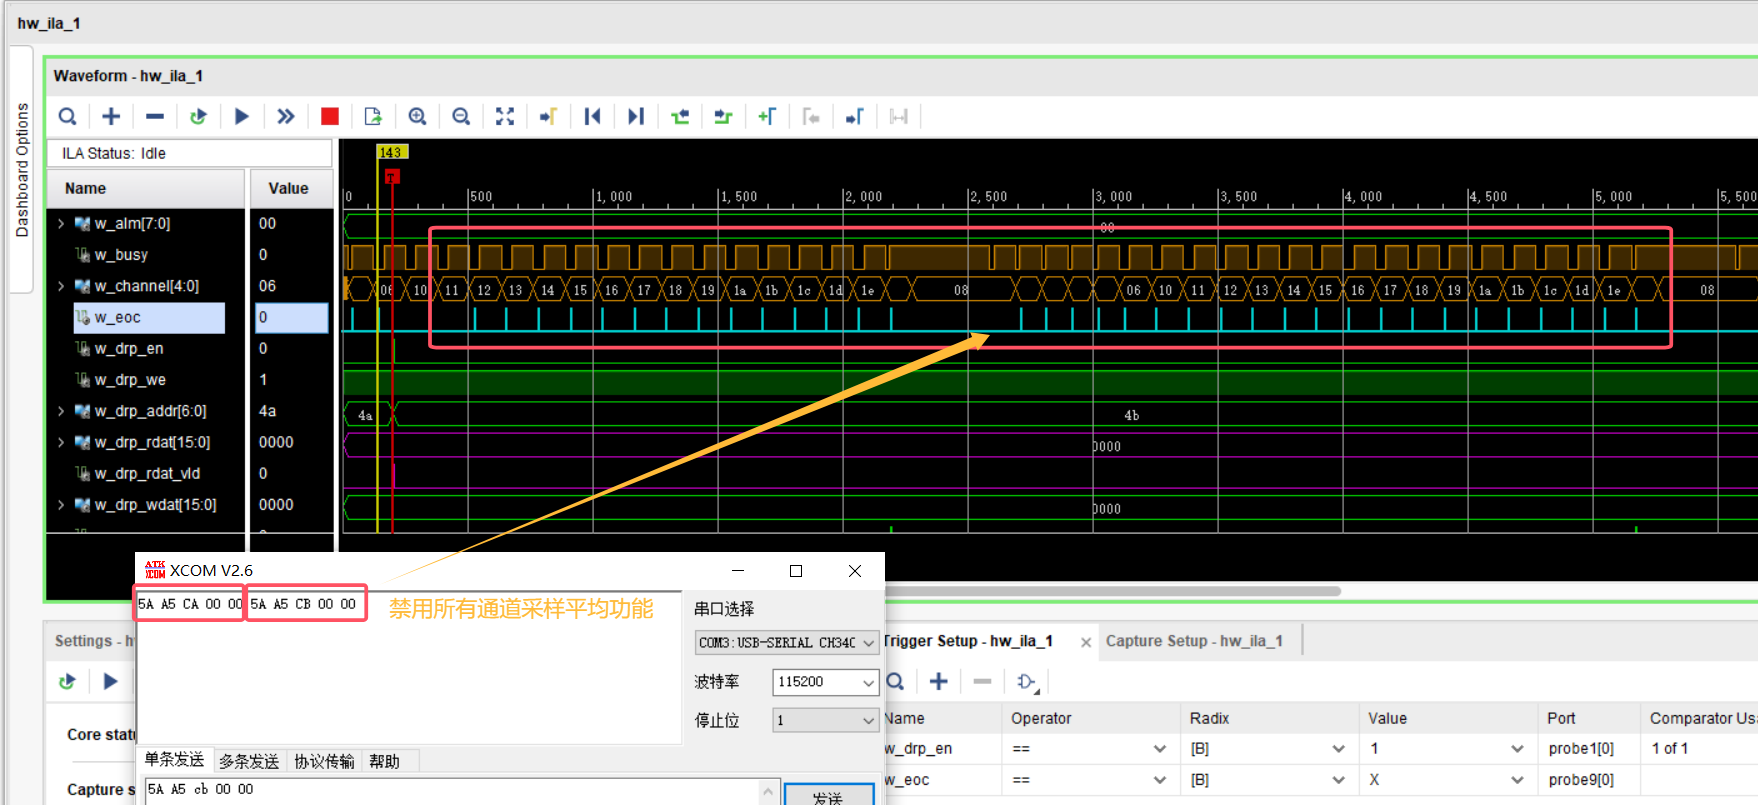 hw_ila_1
Dashboard Options
Waveform - hw_ila_1
ILA Status: Idle
Name Value
w_alm[7:0] 00
w_busy 0
w_channel[4:0] 06
w_eoc 0
w_drp_en 0
w_drp_we 1
w_drp_addr[6:0] 4a
w_drp_rdat[15:0] 0000
w_drp_rdat_vld 0
w_drp_wdat[15:0] 0000
143
T
0 500 1,000 1,500 2,000 2,500 3,000 3,500 4,000 4,500 5,000 5,500
00
06 10 11 12 13 14 15 16 17 18 19 1a 1b 1c 1d 1e 08 06 10 11 12 13 14 15 16 17 18 19 1a 1b 1c 1d 1e 08
4a 4b
0000
0000
ATK XCOM XCOM V2.6
5A A5 CA 00 00 5A A5 CB 00 00
禁用所有通道采样平均功能
串口选择
COM3:USB-SERIAL CH340
波特率 115200
停止位 1
单条发送 多条发送 协议传输 帮助
5A A5 cb 00 00
发送
Settings - h
Core stat
Capture s
Trigger Setup - hw_ila_1 × Capture Setup - hw_ila_1
Name Operator Radix Value Port Comparator Us
w_drp_en == [B] 1 probe1[0] 1 of 1
w_eoc == [B] X probe9[0]